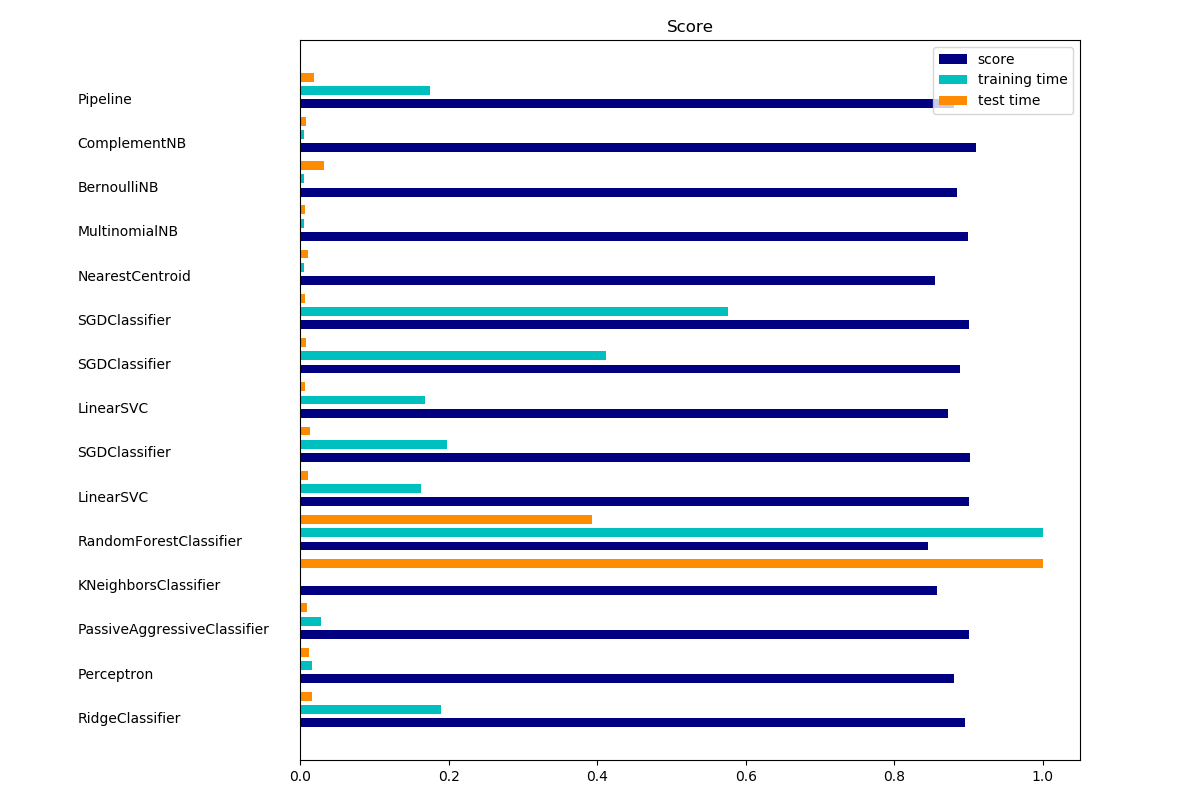 Score
score
training time
test time
Pipeline
ComplementNB
BernoulliNB
MultinomialNB
NearestCentroid
SGDClassifier
SGDClassifier
LinearSVC
SGDClassifier
LinearSVC
RandomForestClassifier
KNeighborsClassifier
PassiveAggressiveClassifier
Perceptron
RidgeClassifier
0.0 0.2 0.4 0.6 0.8 1.0